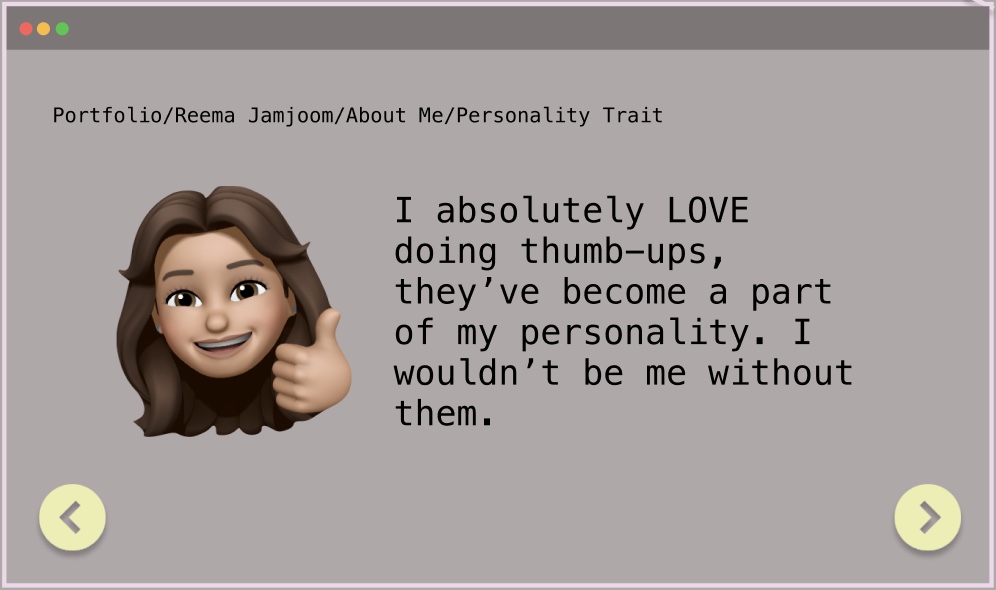 Portfolio/Reema Jamjoom/About Me/Personality Trait
I absolutely LOVE
doing thumb-ups,
they’ve become a part
of my personality. I
wouldn’t be me without
them.